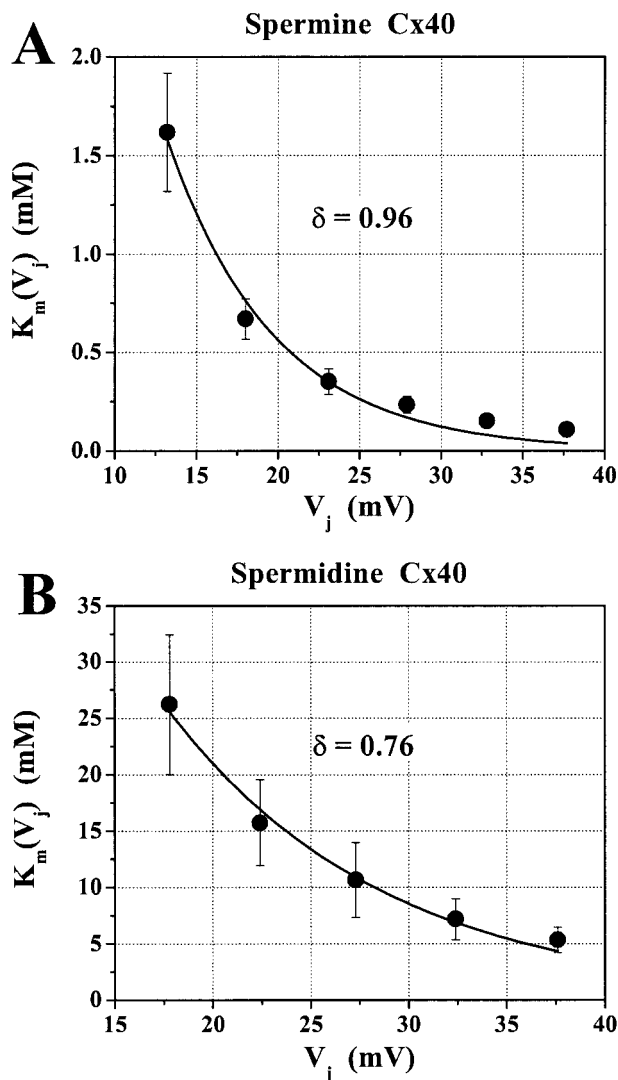 A
Spermine Cx40
2.0
1.5
1.0
0.5
0.0
K_m(V_j) (mM)
δ = 0.96
10 15 20 25 30 35 40
V_j (mV)
B
Spermidine Cx40
35
30
25
20
15
10
5
0
K_m(V_j) (mM)
δ = 0.76
15 20 25 30 35 40
V_j (mV)